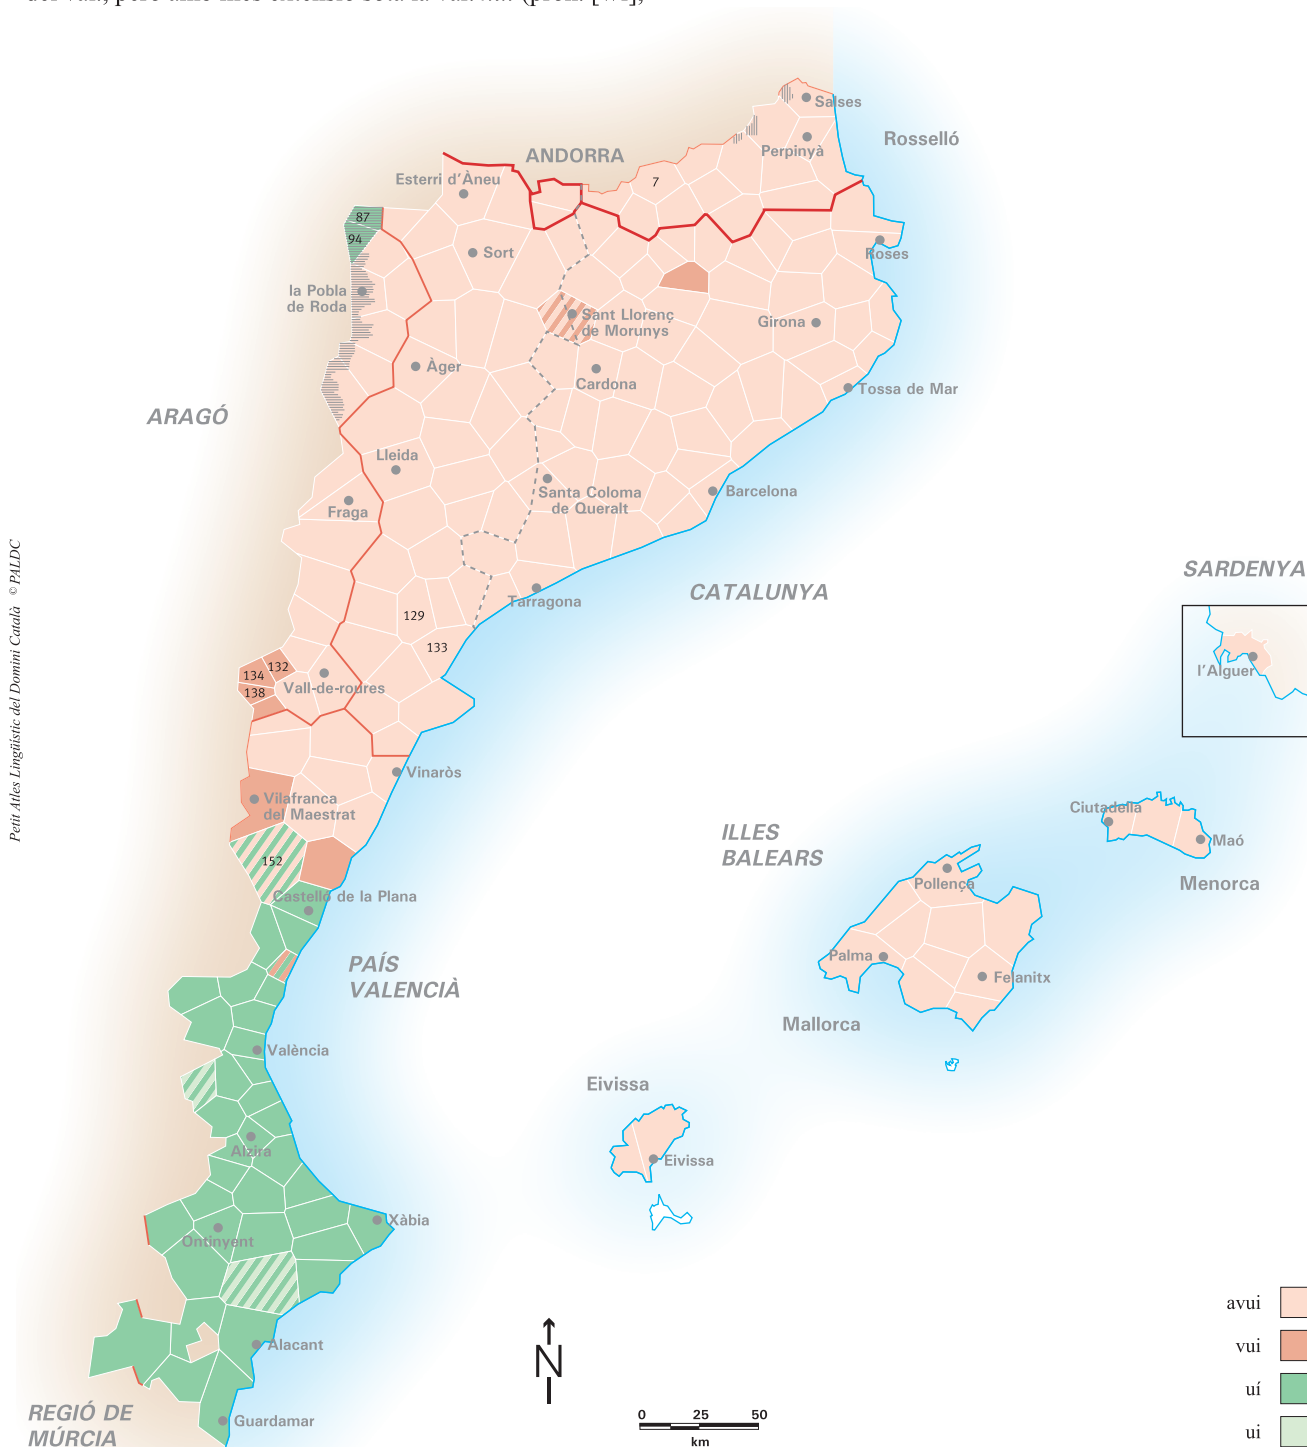 Salses
Rosselló
Perpinyà
ANDORRA
Esterri d'Àneu
7
87
94
Sort
Roses
la Pobla
de Roda
Sant Llorenç
de Morunys
Girona
Àger
Cardona
Tossa de Mar
ARAGÓ
Lleida
Santa Coloma
de Queralt
Barcelona
Fraga
Petit Atles Lingüístic del Domini Català © PALDC
SARDENYA
CATALUNYA
Tarragona
129
133
132
134
138
Vall-de-roures
l'Alguer
Vinaròs
Vilafranca
del Maestrat
Ciutadella
Maó
Menorca
ILLES
BALEARS
152
Pollença
Castelló de la Plana
PAÍS
VALENCIÀ
Palma
Felanitx
Mallorca
València
Eivissa
Alzira
Eivissa
Xàbia
Ontinyent
avui
Alacant
vui
N
uí
REGIÓ DE
MÚRCIA
Guardamar
0 25 50
km
ui